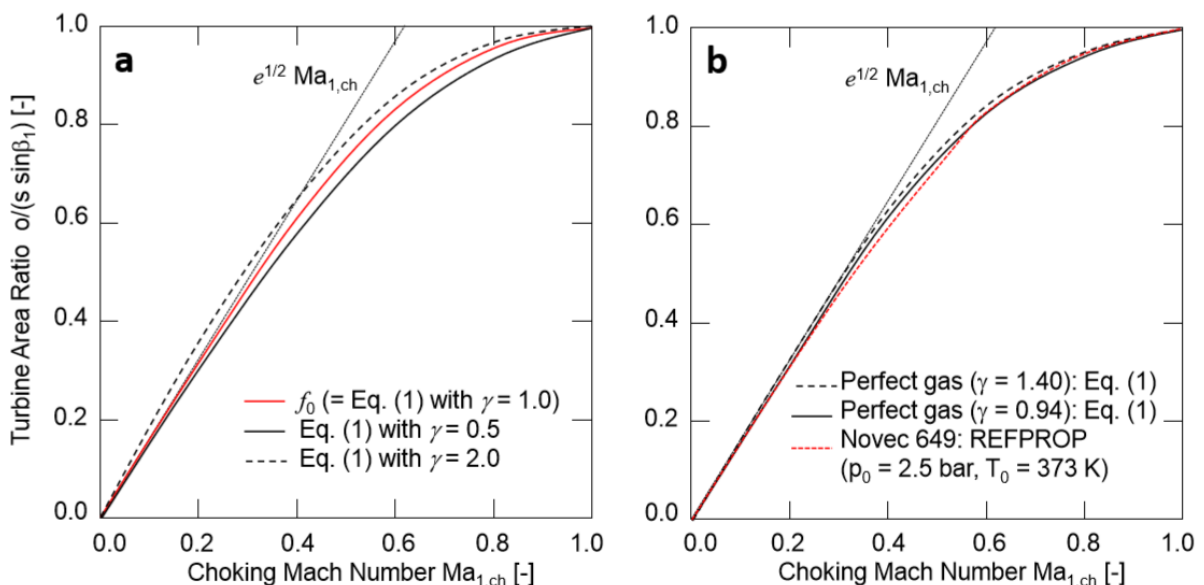 a
e^{1/2} Ma_{1,ch}
Turbine Area Ratio o/(s sinβ_1) [-]
1.0
0.8
0.6
0.4
0.2
0.0
f_0 (= Eq. (1) with γ = 1.0)
Eq. (1) with γ = 0.5
Eq. (1) with γ = 2.0
0.0 0.2 0.4 0.6 0.8 1.0
Choking Mach Number Ma_{1,ch} [-]
b
e^{1/2} Ma_{1,ch}
1.0
0.8
0.6
0.4
0.2
0.0
Perfect gas (γ = 1.40): Eq. (1)
Perfect gas (γ = 0.94): Eq. (1)
Novec 649: REFPROP
(p_0 = 2.5 bar, T_0 = 373 K)
0.0 0.2 0.4 0.6 0.8 1.0
Choking Mach Number Ma_{1,ch} [-]